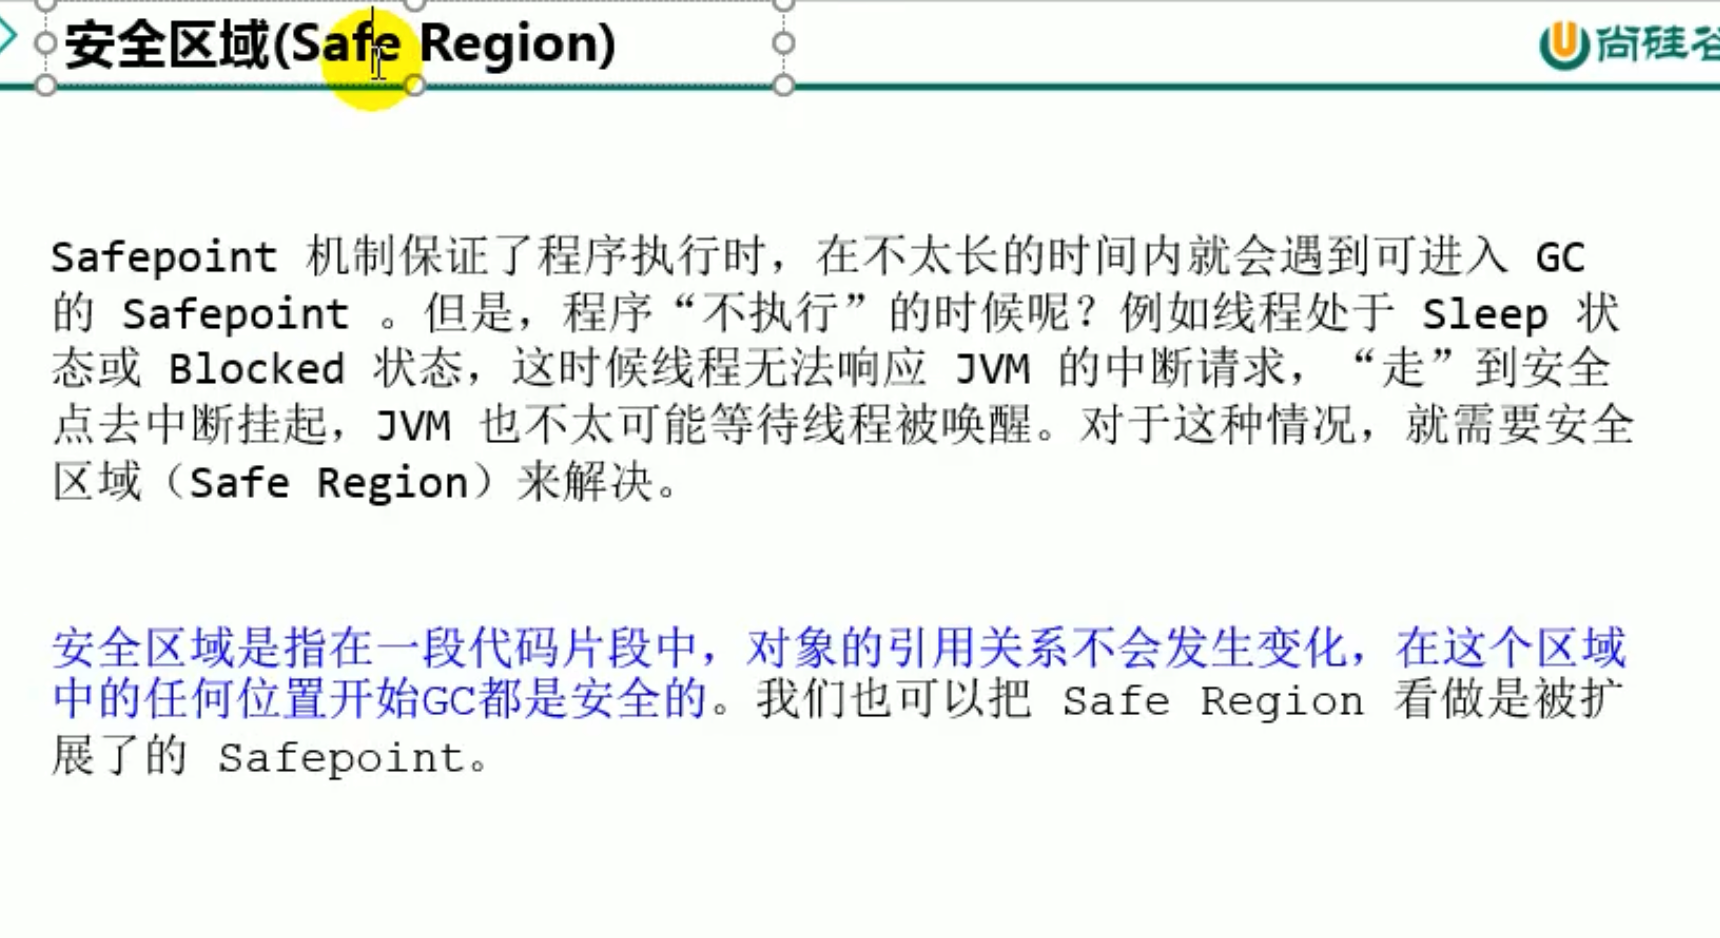 安全区域(Safe Region)
尚硅谷
Safepoint 机制保证了程序执行时，在不太长的时间内就会遇到可进入 GC
的 Safepoint 。但是，程序“不执行”的时候呢？例如线程处于 Sleep 状
态或 Blocked 状态，这时候线程无法响应 JVM 的中断请求，“走”到安全
点去中断挂起，JVM 也不太可能等待线程被唤醒。对于这种情况，就需要安全
区域（Safe Region）来解决。
安全区域是指在一段代码片段中，对象的引用关系不会发生变化，在这个区域
中的任何位置开始GC都是安全的。我们也可以把 Safe Region 看做是被扩
展了的 Safepoint。